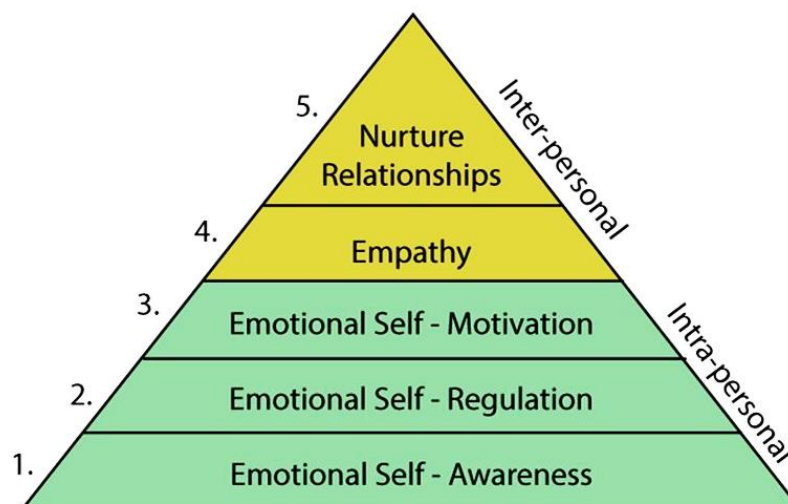 5.
Nurture
Relationships
Inter-personal
4.
Empathy
3.
Emotional Self - Motivation
Intra-personal
2.
Emotional Self - Regulation
1.
Emotional Self - Awareness